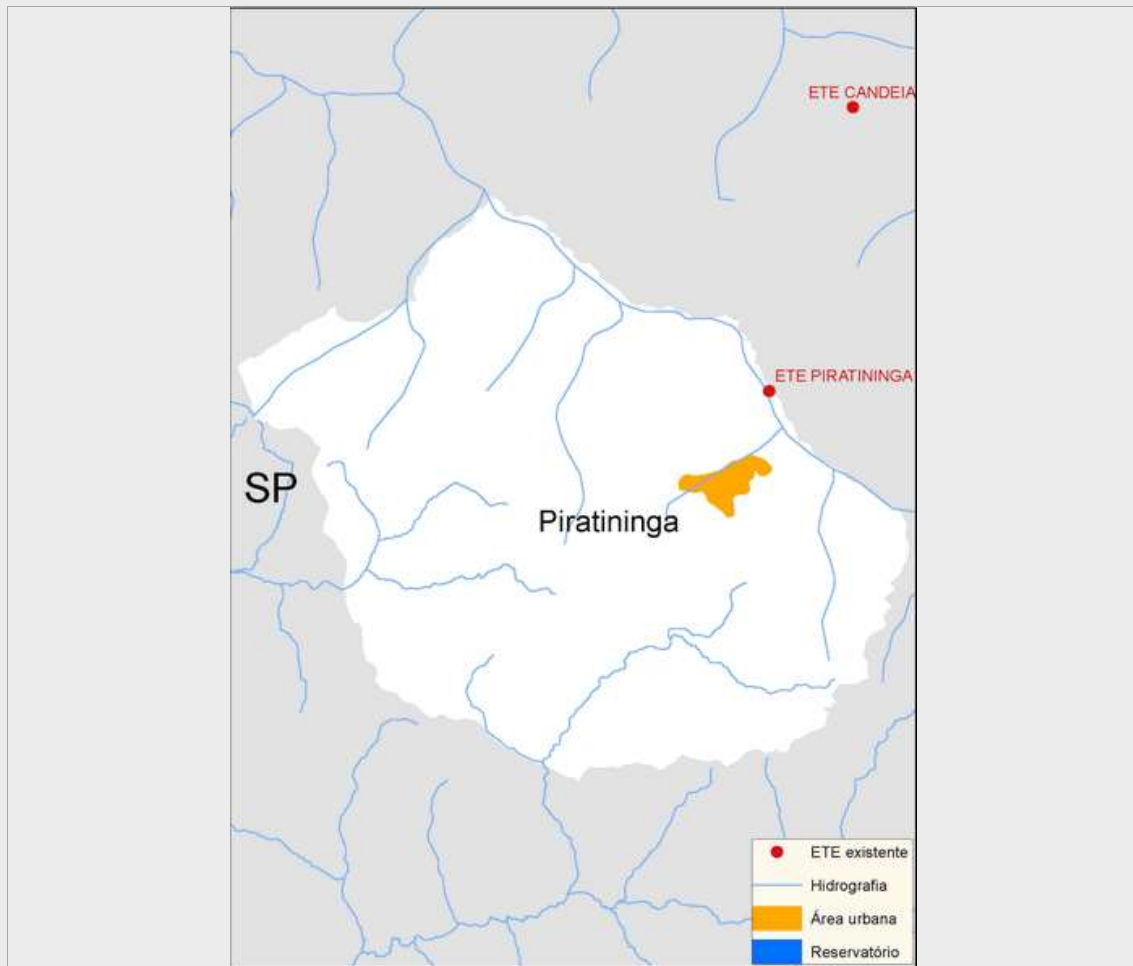 ETE CANDEIA
ETE PIRATININGA
SP
Piratininga
ETE existente
Hidrografia
Área urbana
Reservatório